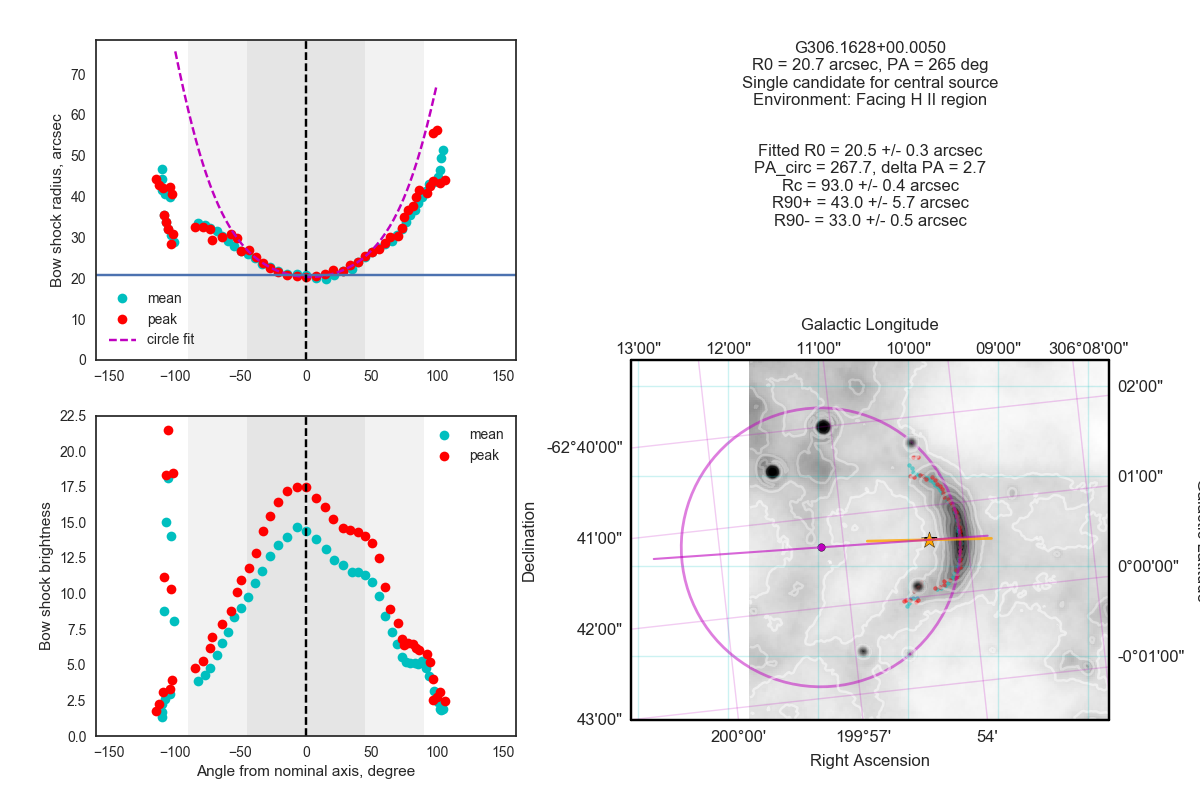 G306.1628+00.0050
R0 = 20.7 arcsec, PA = 265 deg
Single candidate for central source
Environment: Facing H II region
Fitted R0 = 20.5 +/- 0.3 arcsec
PA_circ = 267.7, delta PA = 2.7
Rc = 93.0 +/- 0.4 arcsec
R90+ = 43.0 +/- 5.7 arcsec
R90- = 33.0 +/- 0.5 arcsec
Bow shock radius, arcsec
70
60
50
40
30
20
10
0
mean
peak
circle fit
−150 −100 −50 0 50 100 150
Bow shock brightness
22.5
20.0
17.5
15.0
12.5
10.0
7.5
5.0
2.5
0.0
mean
peak
−150 −100 −50 0 50 100 150
Angle from nominal axis, degree
Galactic Longitude
13'00" 12'00" 11'00" 10'00" 09'00" 306°08'00"
Declination
-62°40'00"
41'00"
42'00"
43'00"
02'00"
01'00"
0°00'00"
-0°01'00"
200°00' 199°57' 54'
Right Ascension